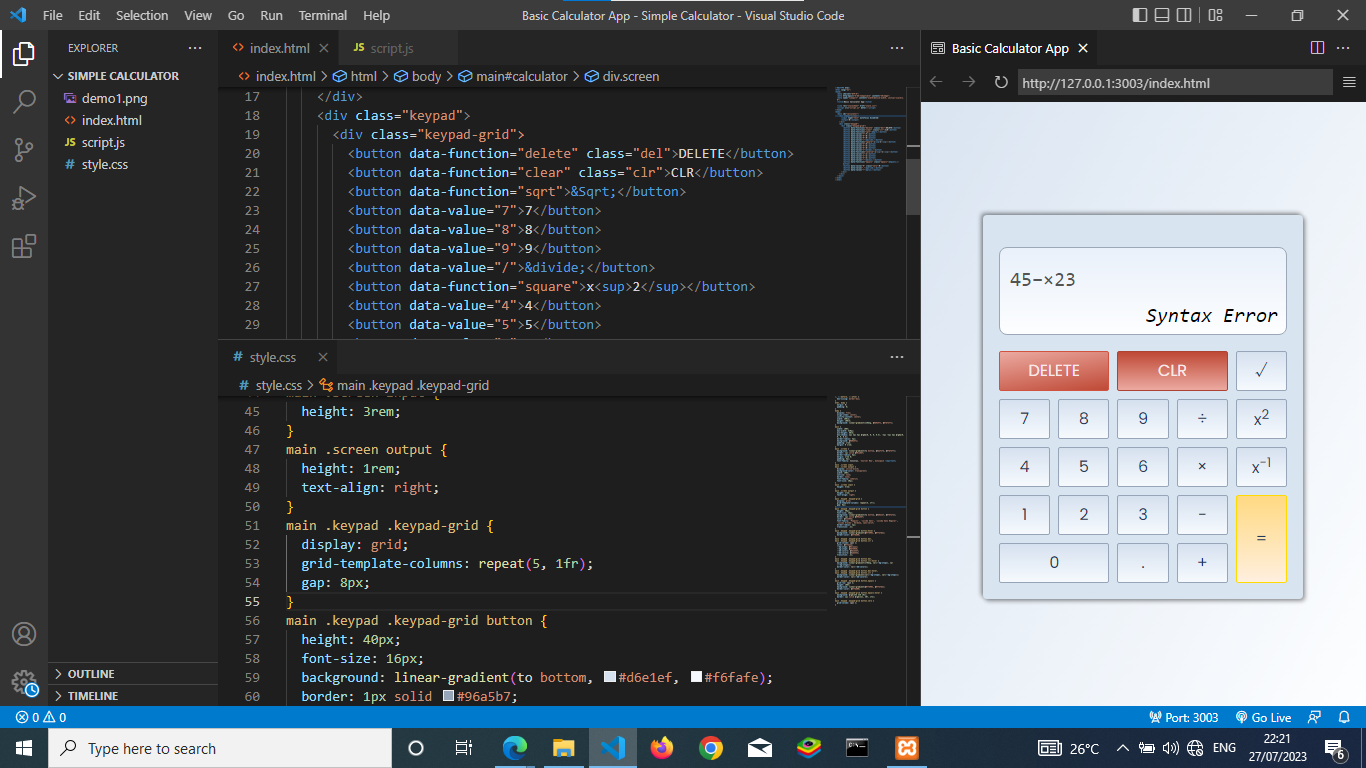 File Edit Selection View Go Run Terminal Help
Basic Calculator App - Simple Calculator - Visual Studio Code
EXPLORER
SIMPLE CALCULATOR
demo1.png
index.html
JS script.js
# style.css
OUTLINE
TIMELINE
index.html
JS script.js
index.html > html > body > main#calculator > div.screen
17 </div>
18 <div class="keypad">
19 <div class="keypad-grid">
20 <button data-function="delete" class="del">DELETE</button>
21 <button data-function="clear" class="clr">CLR</button>
22 <button data-function="sqrt">&Sqrt;</button>
23 <button data-value="7">7</button>
24 <button data-value="8">8</button>
25 <button data-value="9">9</button>
26 <button data-value="/">&divide;</button>
27 <button data-function="square">x<sup>2</sup></button>
28 <button data-value="4">4</button>
29 <button data-value="5">5</button>
# style.css
# style.css > main .keypad .keypad-grid
45 height: 3rem;
46 }
47 main .screen output {
48 height: 1rem;
49 text-align: right;
50 }
51 main .keypad .keypad-grid {
52 display: grid;
53 grid-template-columns: repeat(5, 1fr);
54 gap: 8px;
55 }
56 main .keypad .keypad-grid button {
57 height: 40px;
58 font-size: 16px;
59 background: linear-gradient(to bottom, #d6e1ef, #f6fafe);
60 border: 1px solid #96a5b7;
Basic Calculator App
http://127.0.0.1:3003/index.html
45−×23
Syntax Error
DELETE CLR √
7 8 9 ÷ x²
4 5 6 × x⁻¹
1 2 3 − =
0 . +
0 0
Port: 3003 Go Live
Type here to search
26°C ENG
22:21
27/07/2023
6